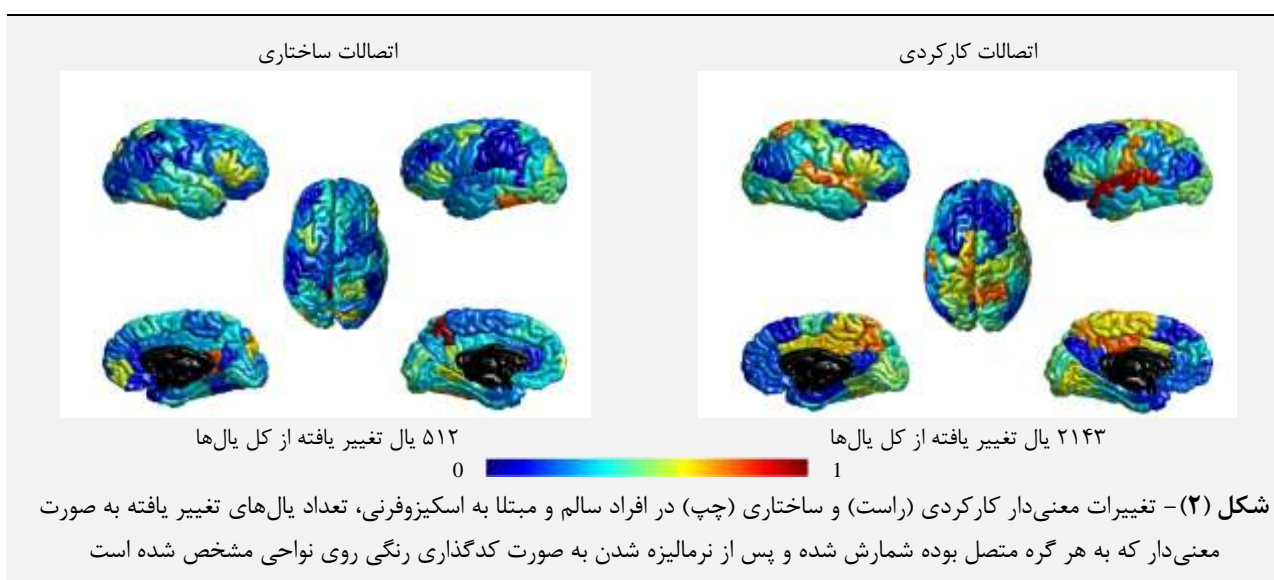 اتصالات کارکردی
اتصالات ساختاری
۲۱۴۳ یال تغییر یافته از کل یال‌ها
۵۱۲ یال تغییر یافته از کل یال‌ها
0 1
شکل (۲)- تغییرات معنی‌دار کارکردی (راست) و ساختاری (چپ) در افراد سالم و مبتلا به اسکیزوفرنی، تعداد یال‌های تغییر یافته به صورت
معنی‌دار که به هر گره متصل بوده شمارش شده و پس از نرمالیزه شدن به صورت کدگذاری رنگی روی نواحی مشخص شده است